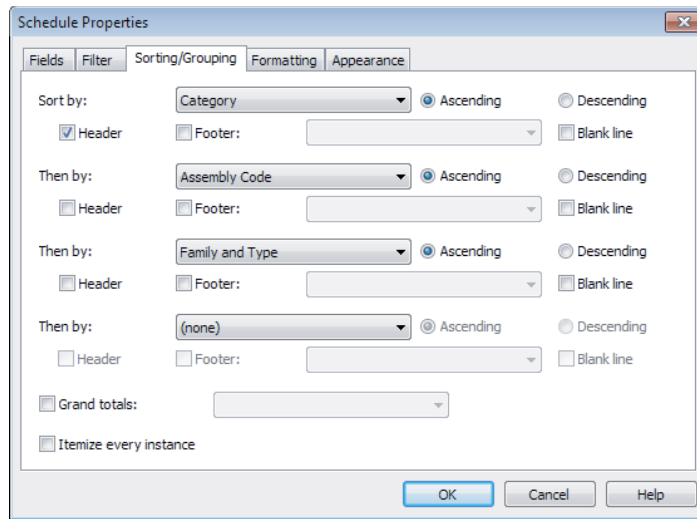 Schedule Properties
Fields Filter Sorting/Grouping Formatting Appearance
Sort by: Category Ascending Descending
Header Footer: Blank line
Then by: Assembly Code Ascending Descending
Header Footer: Blank line
Then by: Family and Type Ascending Descending
Header Footer: Blank line
Then by: (none) Ascending Descending
Header Footer: Blank line
Grand totals:
Itemize every instance
OK Cancel Help